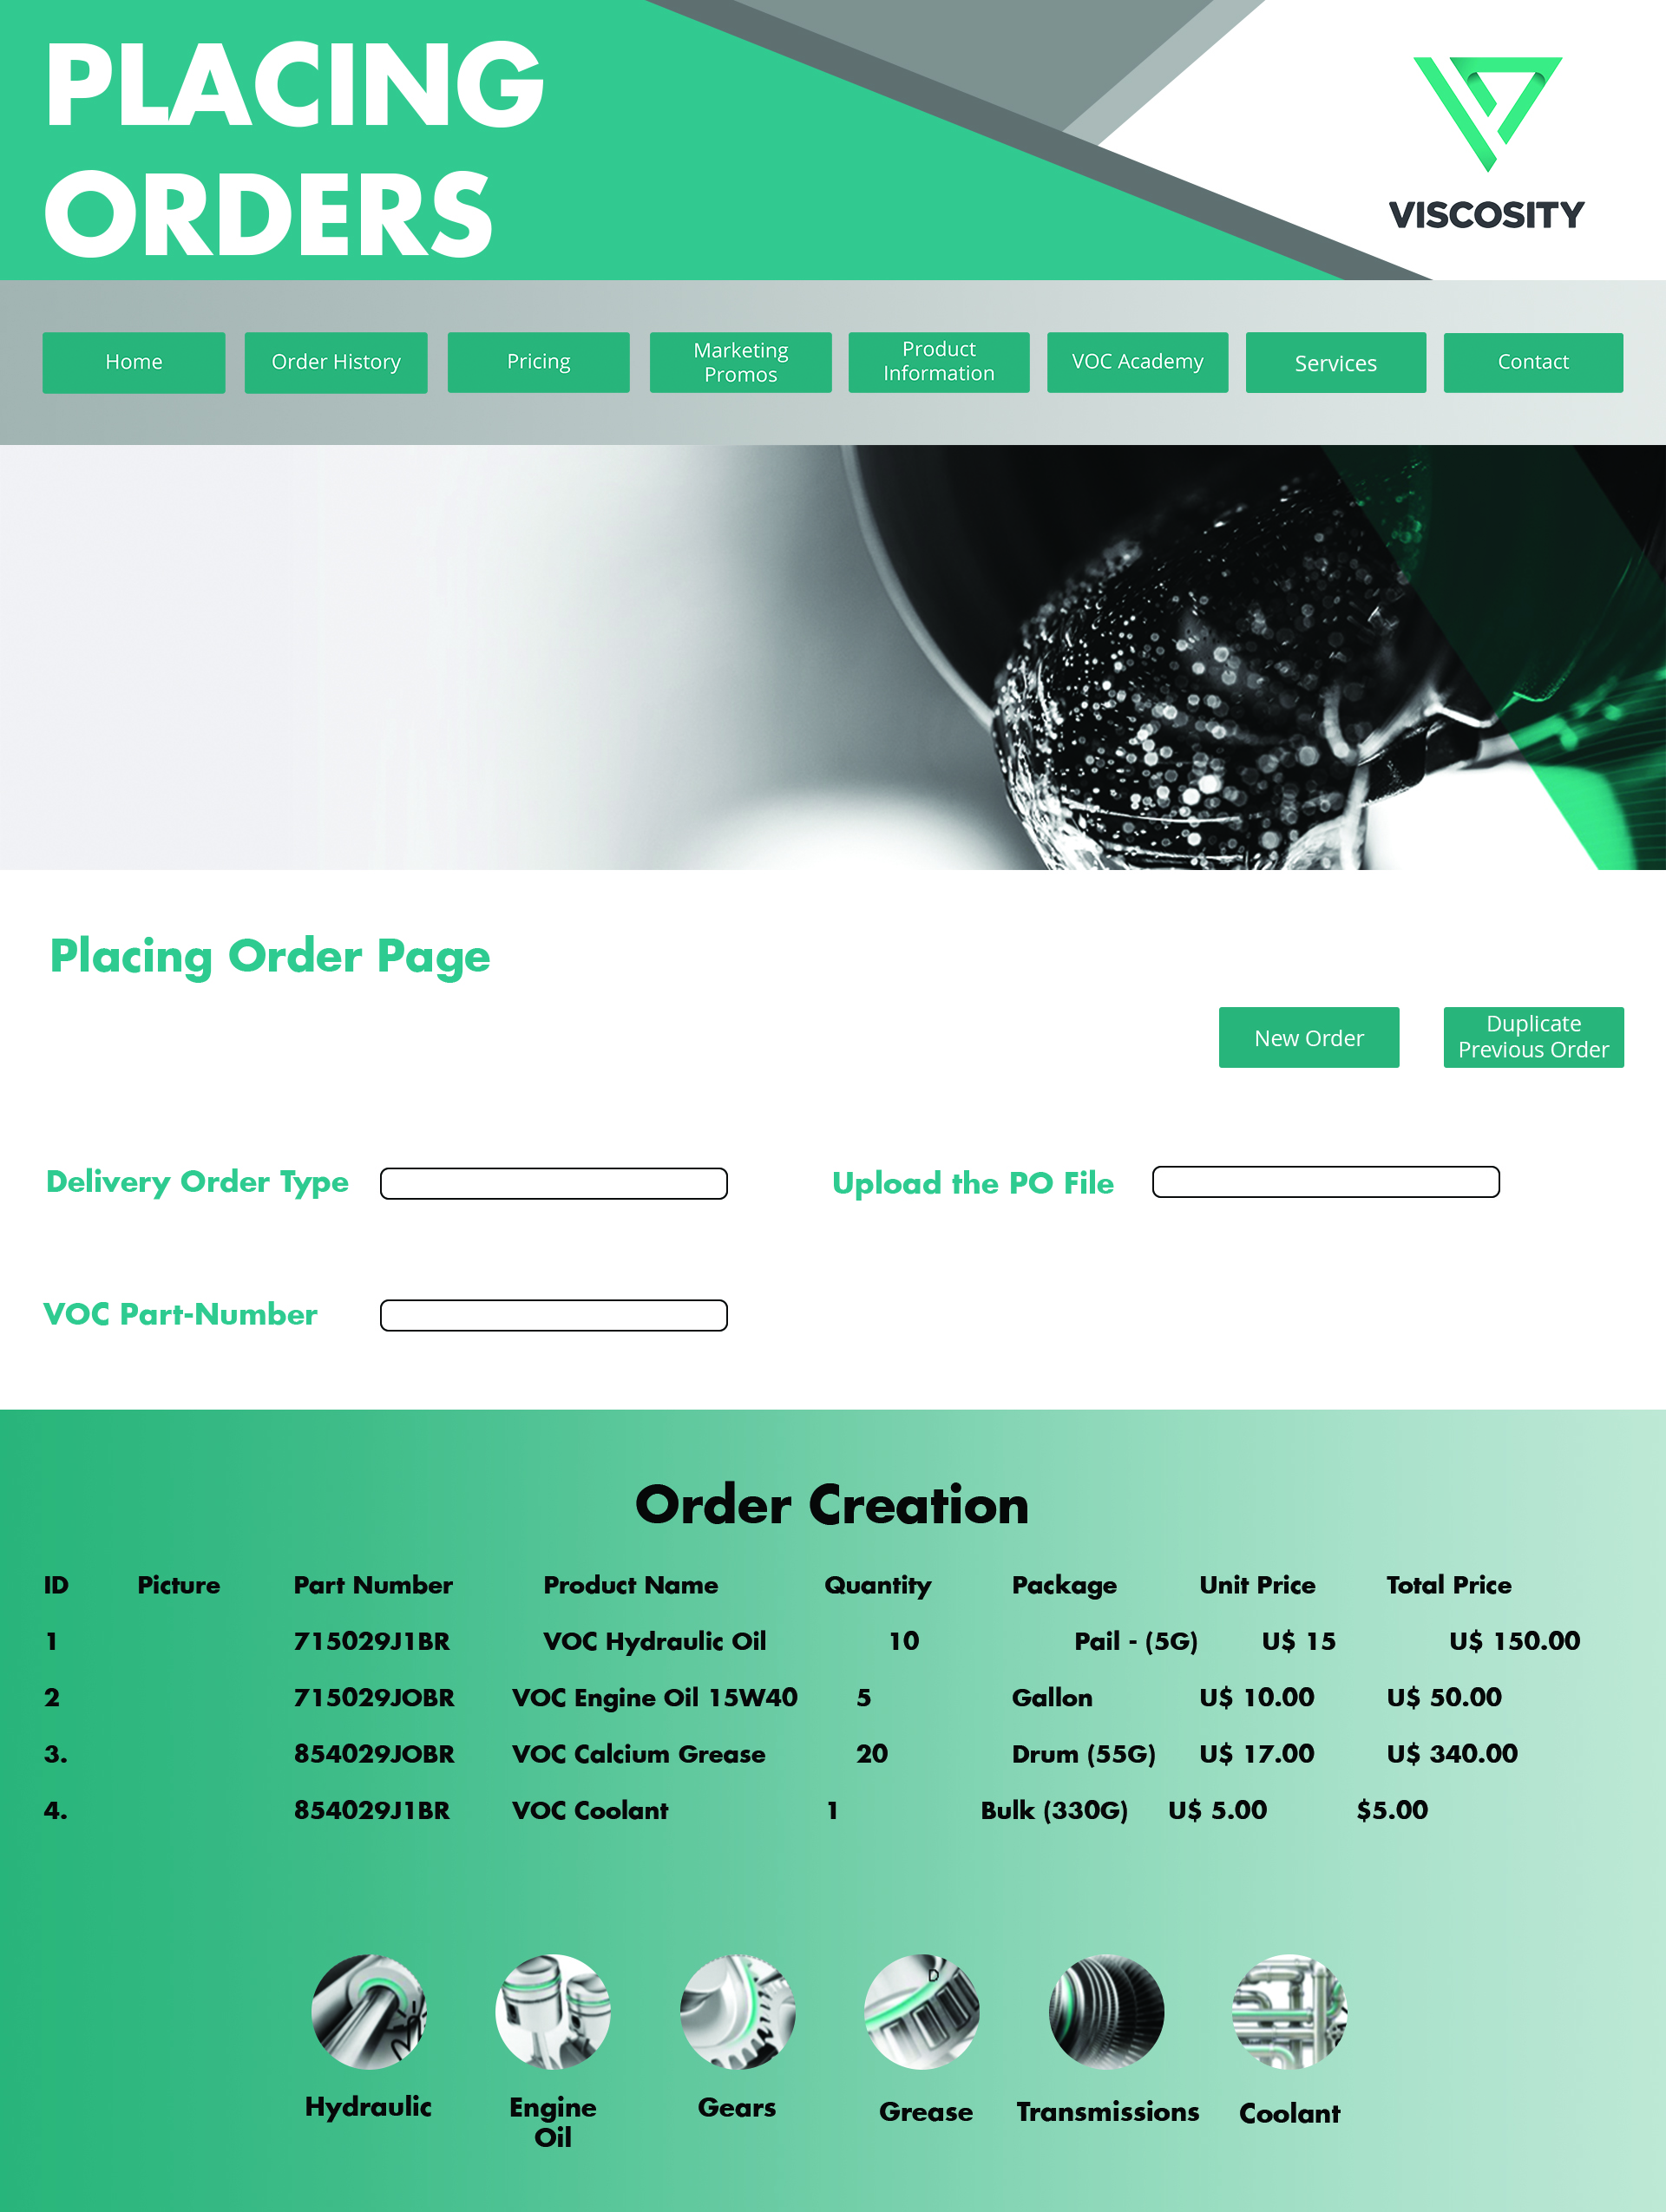 PLACING
ORDERS
VISCOSITY
Home
Order History
Pricing
Marketing
Promos
Product
Information
VOC Academy
Services
Contact
Placing Order Page
New Order
Duplicate
Previous Order
Delivery Order Type
Upload the PO File
VOC Part-Number
Order Creation
ID Picture Part Number Product Name Quantity Package Unit Price Total Price
1 715029J1BR VOC Hydraulic Oil 10 Pail - (5G) U$ 15 U$ 150.00
2 715029JOBR VOC Engine Oil 15W40 5 Gallon U$ 10.00 U$ 50.00
3. 854029JOBR VOC Calcium Grease 20 Drum (55G) U$ 17.00 U$ 340.00
4. 854029J1BR VOC Coolant 1 Bulk (330G) U$ 5.00 $5.00
D
Hydraulic
Engine
Oil
Gears
Grease
Transmissions
Coolant